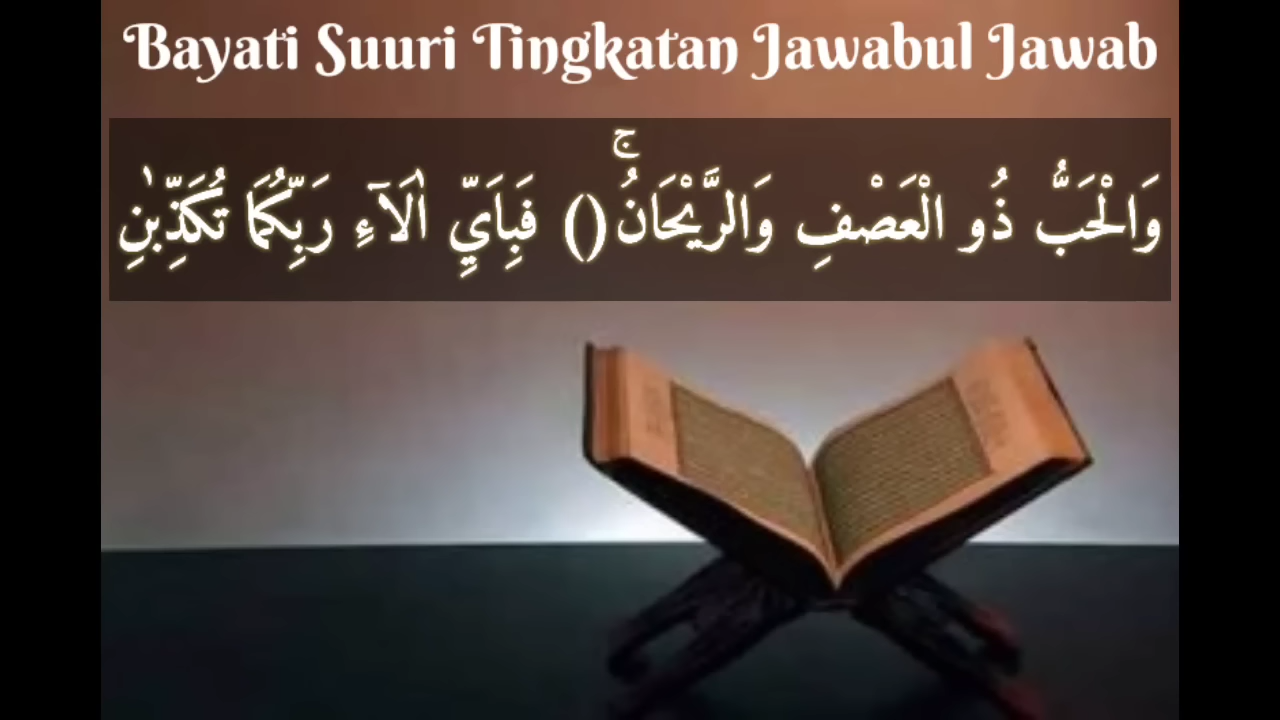 Bayati Suuri Tingkatan Jawabul Jawab
وَالْحَبُّ ذُو الْعَصْفِ وَالرَّيْحَانُۚ () فَبِاَيِّ اٰلَاۤءِ رَبِّكُمَا تُكَذِّبٰنِ